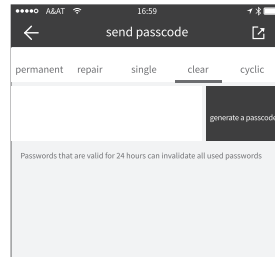 A&AT 16:59
send passcode
permanent repair single clear cyclic
generate a passcode
Passwords that are valid for 24 hours can invalidate all used passwords